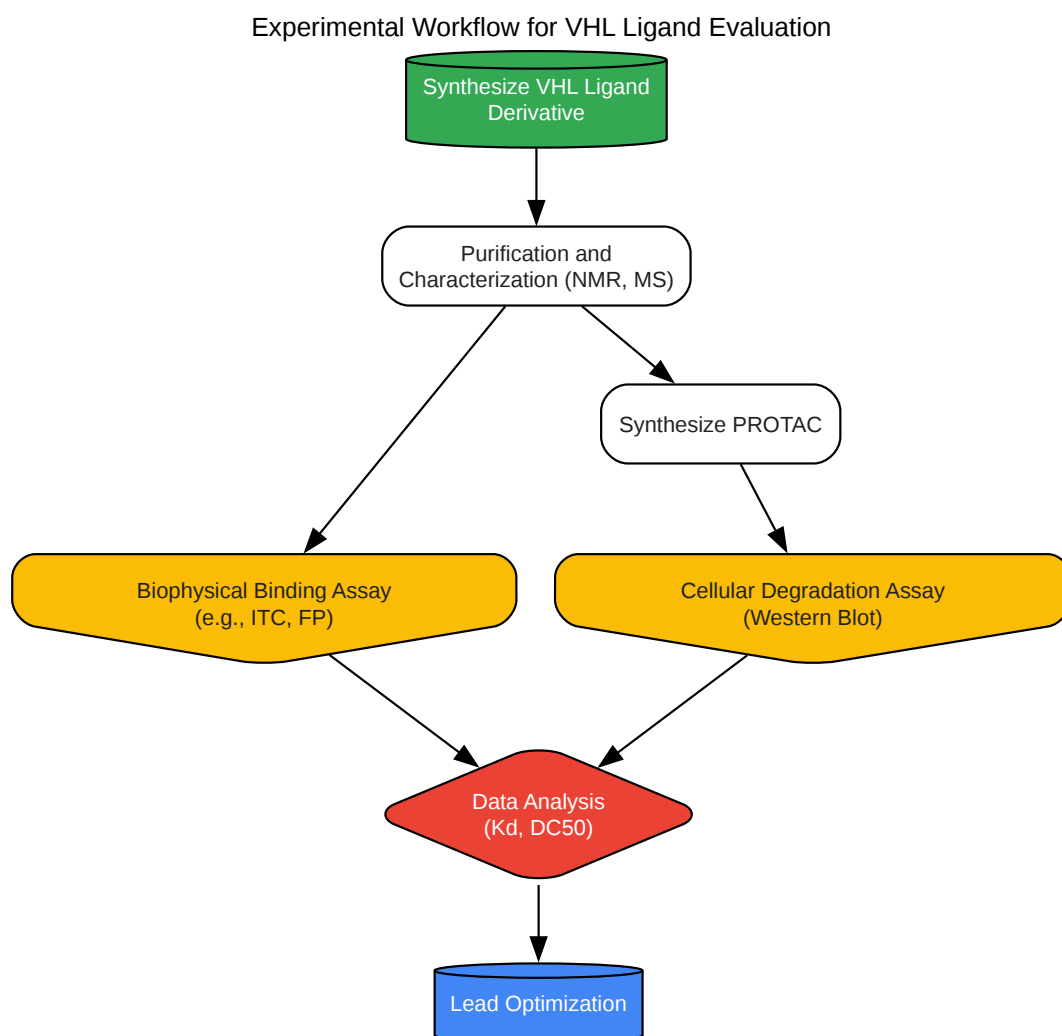 Experimental Workflow for VHL Ligand Evaluation
Synthesize VHL Ligand
Derivative
Purification and
Characterization (NMR, MS)
Synthesize PROTAC
Biophysical Binding Assay
(e.g., ITC, FP)
Cellular Degradation Assay
(Western Blot)
Data Analysis
(Kd, DC50)
Lead Optimization